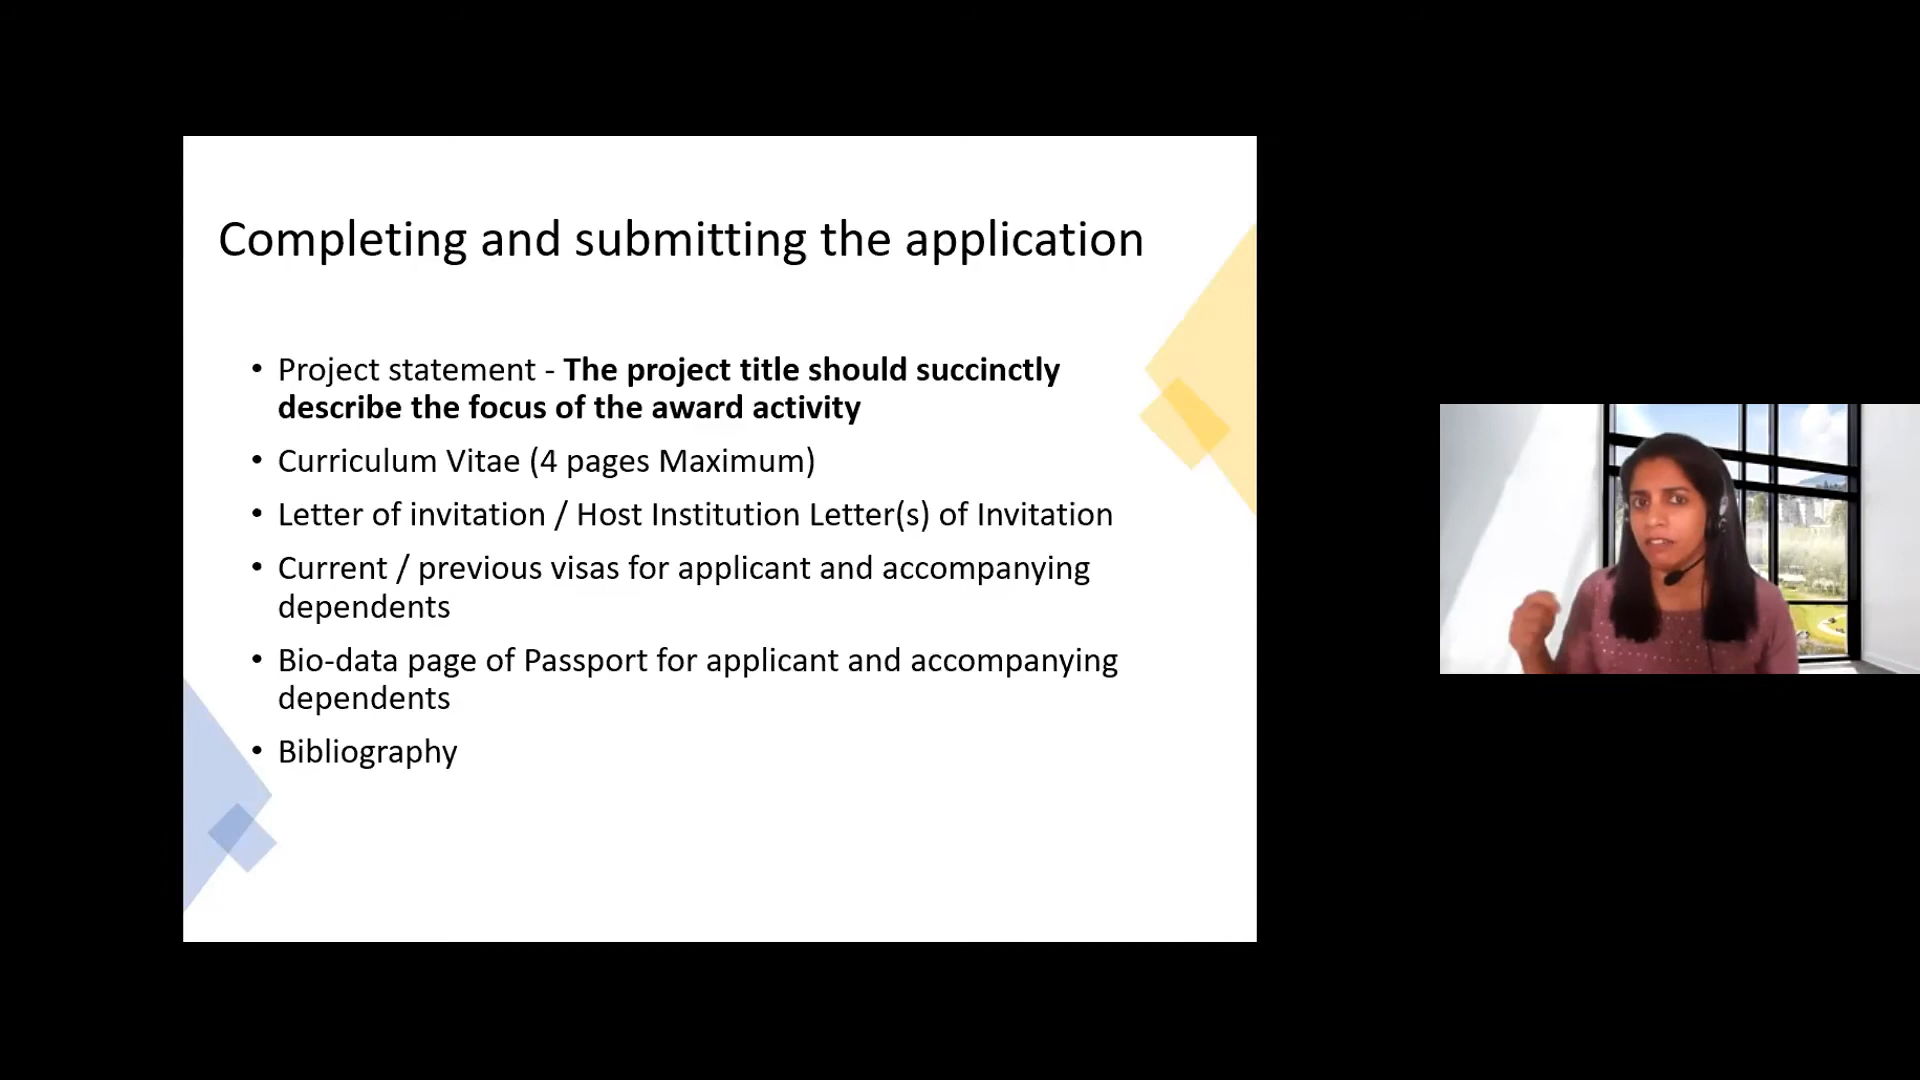 Completing and submitting the application
• Project statement - The project title should succinctly
describe the focus of the award activity
• Curriculum Vitae (4 pages Maximum)
• Letter of invitation / Host Institution Letter(s) of Invitation
• Current / previous visas for applicant and accompanying
dependents
• Bio-data page of Passport for applicant and accompanying
dependents
• Bibliography